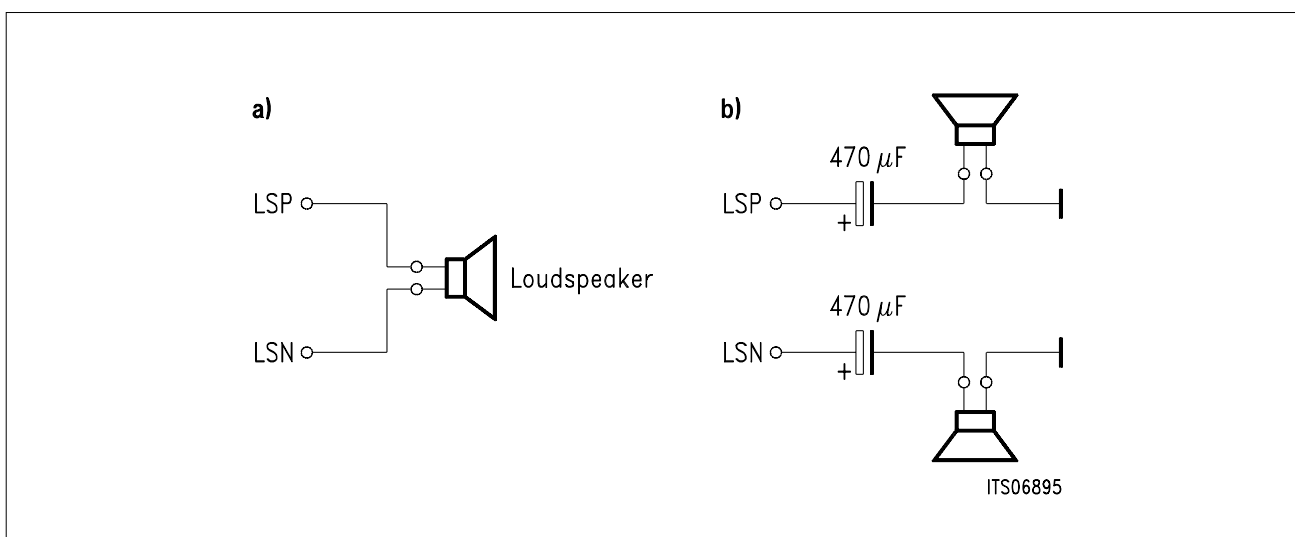 a)
LSP
Loudspeaker
LSN
b)
470 µF
LSP
+
470 µF
LSN
+
ITS06895